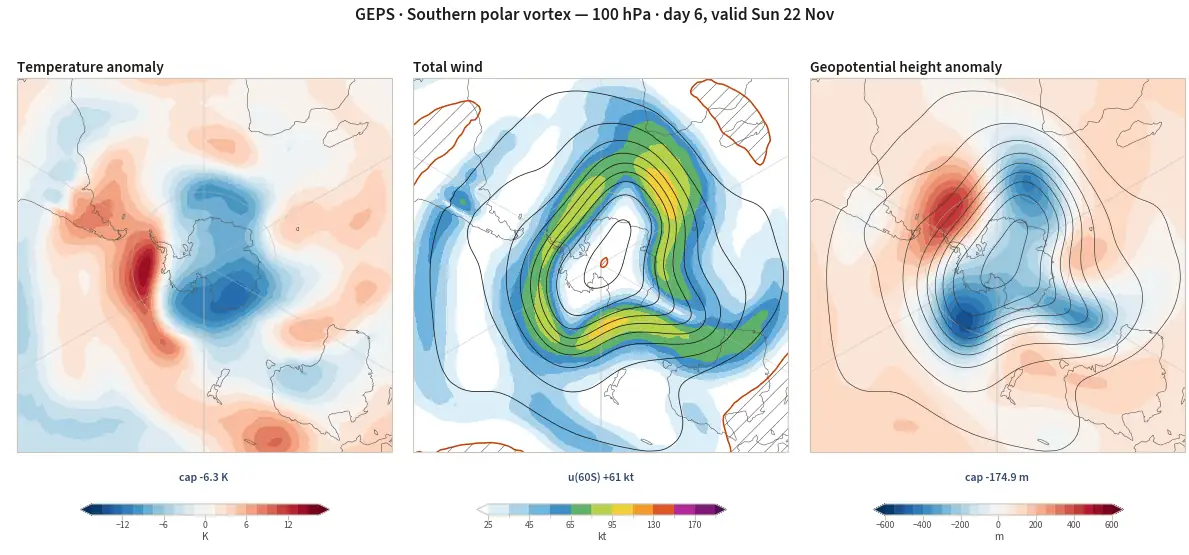 GEPS · Southern polar vortex — 100 hPa · day 6, valid Sun 22 Nov
Temperature anomaly
Total wind
Geopotential height anomaly
cap -6.3 K
u(60S) +61 kt
cap -174.9 m
−12 −6 0 6 12
K
25 45 65 95 130 170
kt
−600 −400 −200 0 200 400 600
m